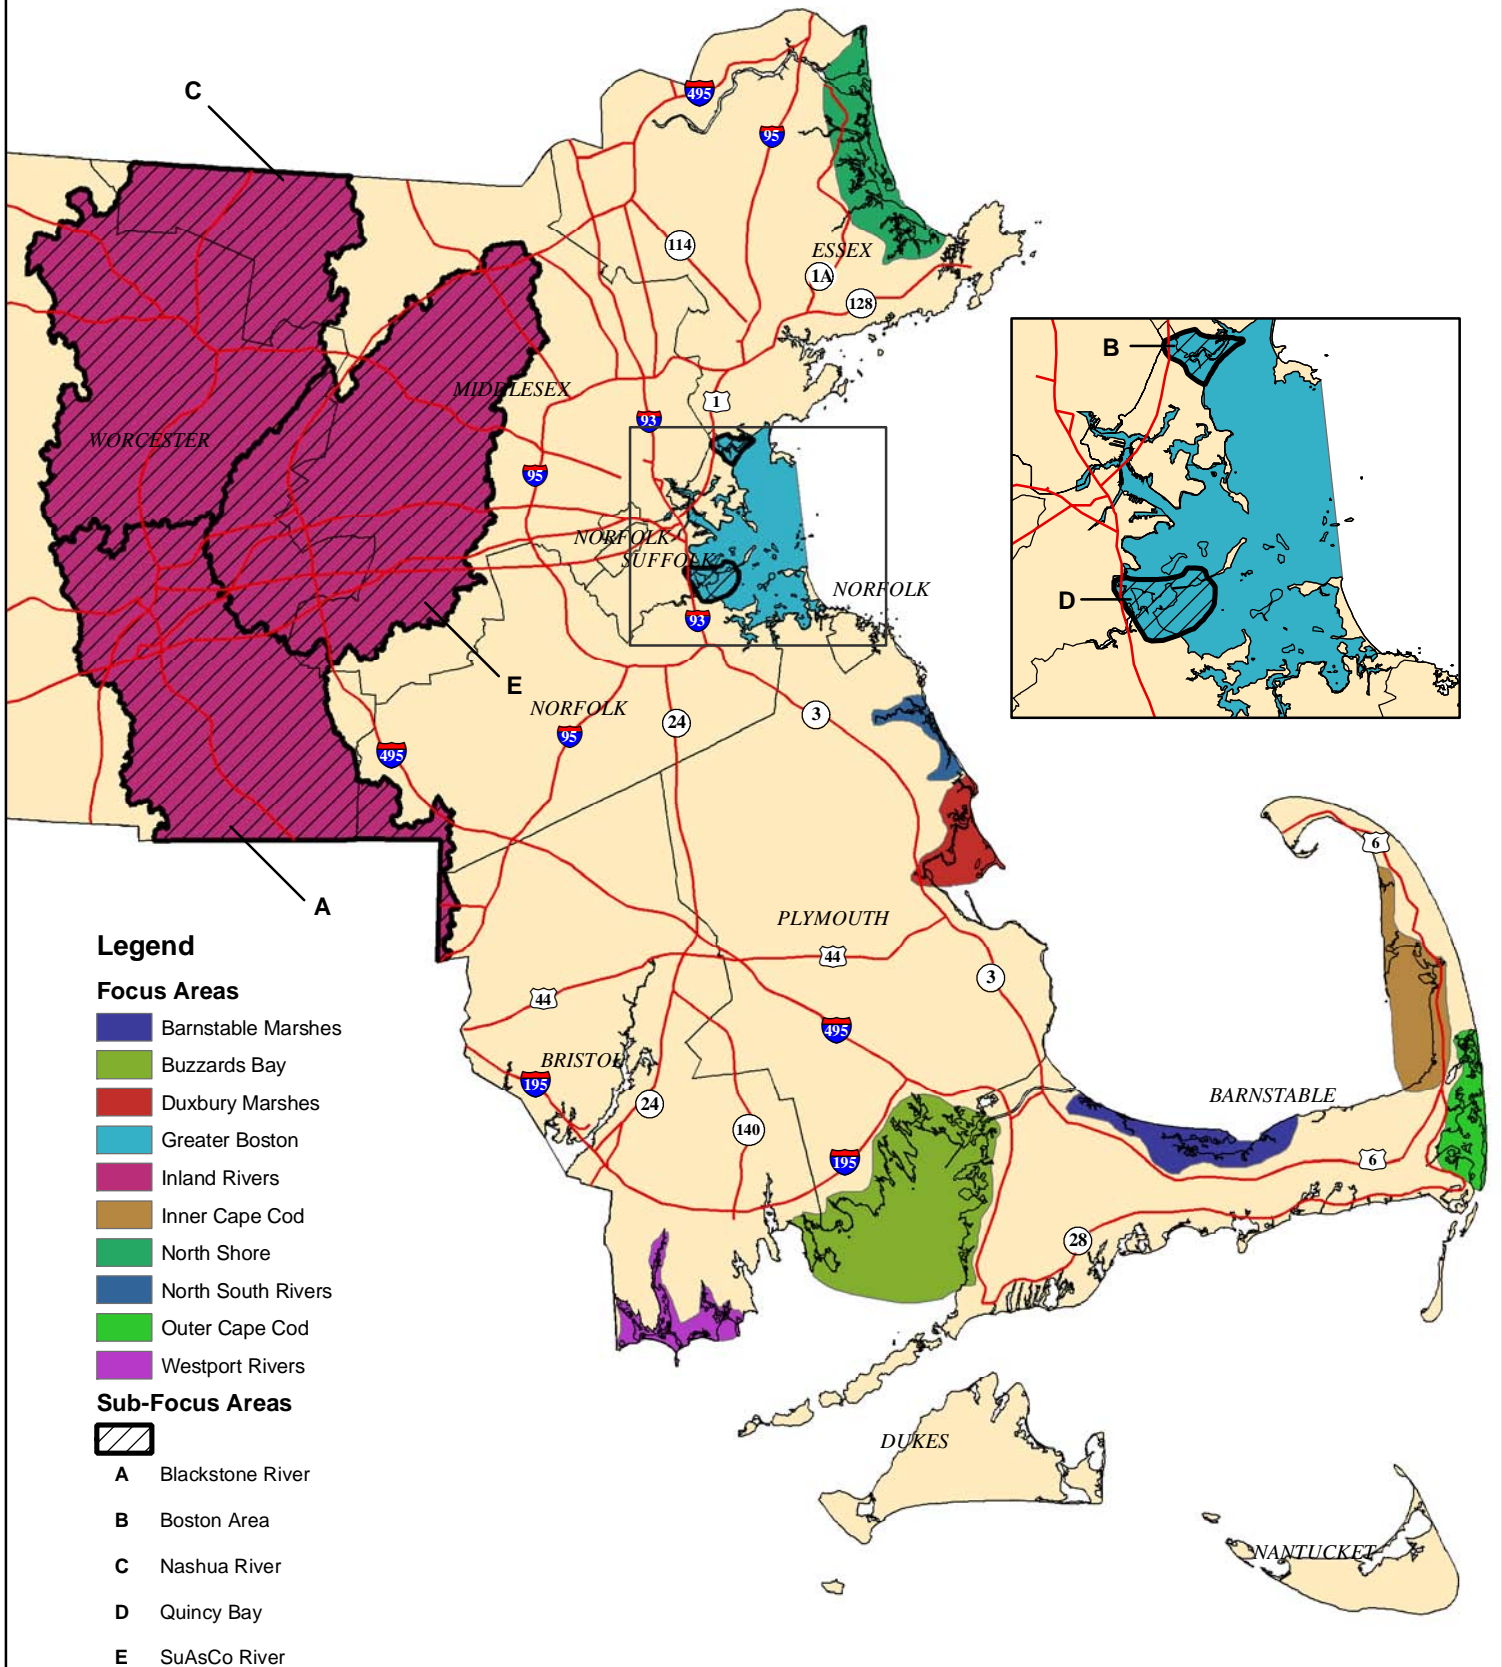 C
495
95
114
ESSEX
1A
128
B
MIDDLESEX
1
WORCESTER
93
95
NORFOLK
SUFFOLK
NORFOLK
D
93
E
NORFOLK
24
3
95
495
6
A
PLYMOUTH
44
3
44
495
BRISTOL
195
24
140
BARNSTABLE
195
6
28
DUKES
NANTUCKET
Legend
Focus Areas
Barnstable Marshes
Buzzards Bay
Duxbury Marshes
Greater Boston
Inland Rivers
Inner Cape Cod
North Shore
North South Rivers
Outer Cape Cod
Westport Rivers
Sub-Focus Areas
A Blackstone River
B Boston Area
C Nashua River
D Quincy Bay
E SuAsCo River